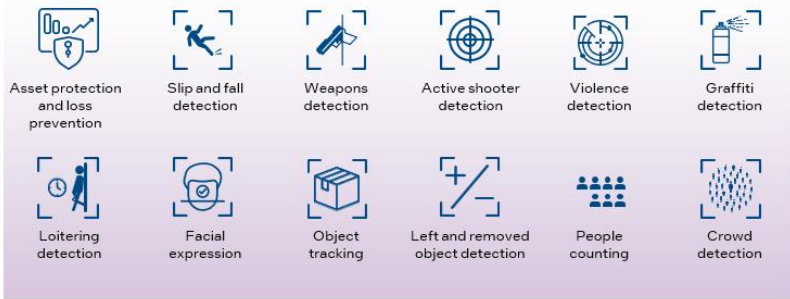 Asset protection
and loss
prevention
Slip and fall
detection
Weapons
detection
Active shooter
detection
Violence
detection
Graffiti
detection
Loitering
detection
Facial
expression
Object
tracking
Left and removed
object detection
People
counting
Crowd
detection